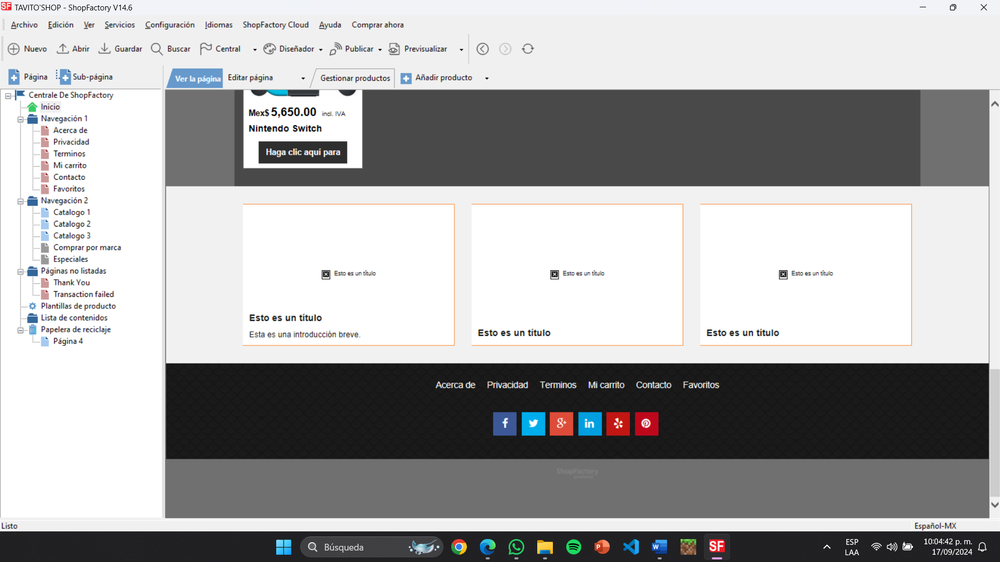 SF TAVITO'SHOP - ShopFactory V14.6
Archivo Edición Ver Servicios Configuración Idiomas ShopFactory Cloud Ayuda Comprar ahora
Nuevo Abrir Guardar Buscar Central Diseñador Publicar Previsualizar
Página Sub-página
Ver la página Editar página Gestionar productos Añadir producto
Centrale De ShopFactory
Inicio
Navegación 1
Acerca de
Privacidad
Terminos
Mi carrito
Contacto
Favoritos
Navegación 2
Catalogo 1
Catalogo 2
Catalogo 3
Comprar por marca
Especiales
Páginas no listadas
Thank You
Transaction failed
Plantillas de producto
Lista de contenidos
Papelera de reciclaje
Página 4
Mex$ 5,650.00 incl. IVA
Nintendo Switch
Haga clic aquí para
Esto es un título
Esto es un título
Esta es una introducción breve.
Esto es un título
Esto es un título
Esto es un título
Esto es un título
Acerca de Privacidad Terminos Mi carrito Contacto Favoritos
ShopFactory
powered
Listo
Español-MX
Búsqueda
SF
ESP
LAA
10:04:42 p. m.
17/09/2024